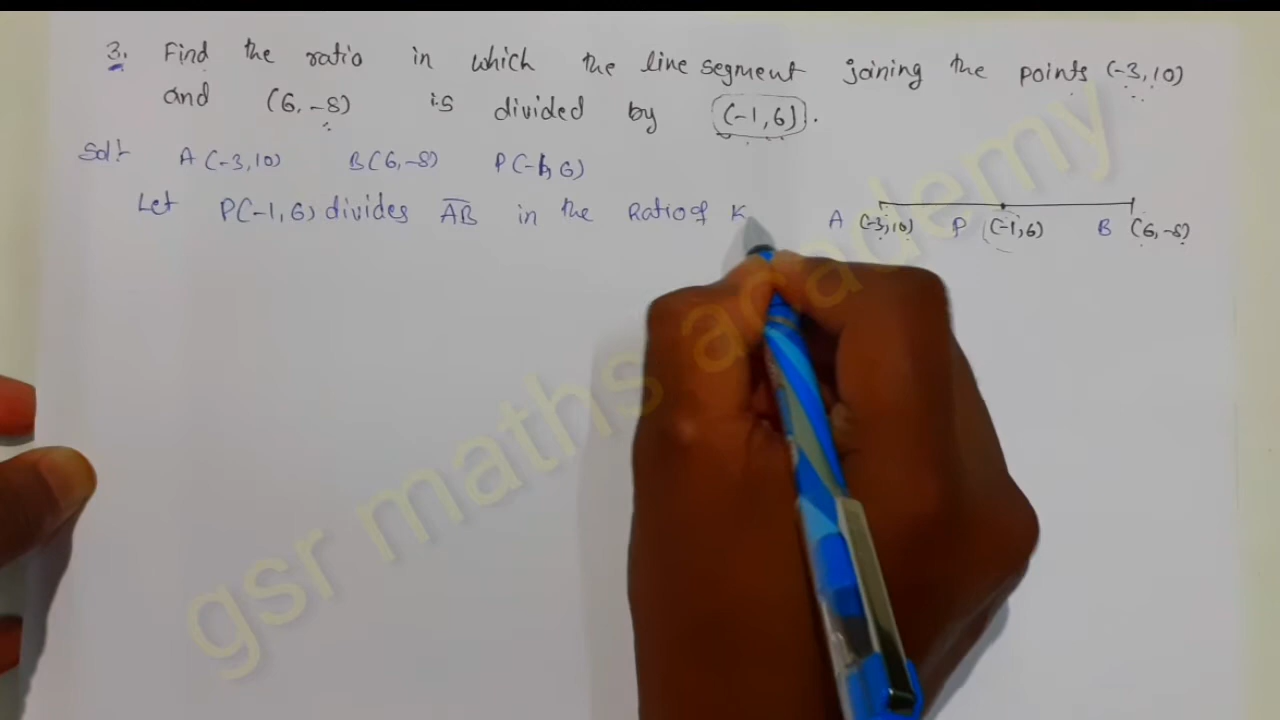 3. Find the ratio in which the line segment joining the points (-3,10)
and (6,-8) is divided by (-1,6).
Sol:- A(-3,10) B(6,-8) P(-1,6)
Let P(-1,6) divides AB in the Ratio of K
A (-3,10) P (-1,6) B (6,-8)
gsr maths academy